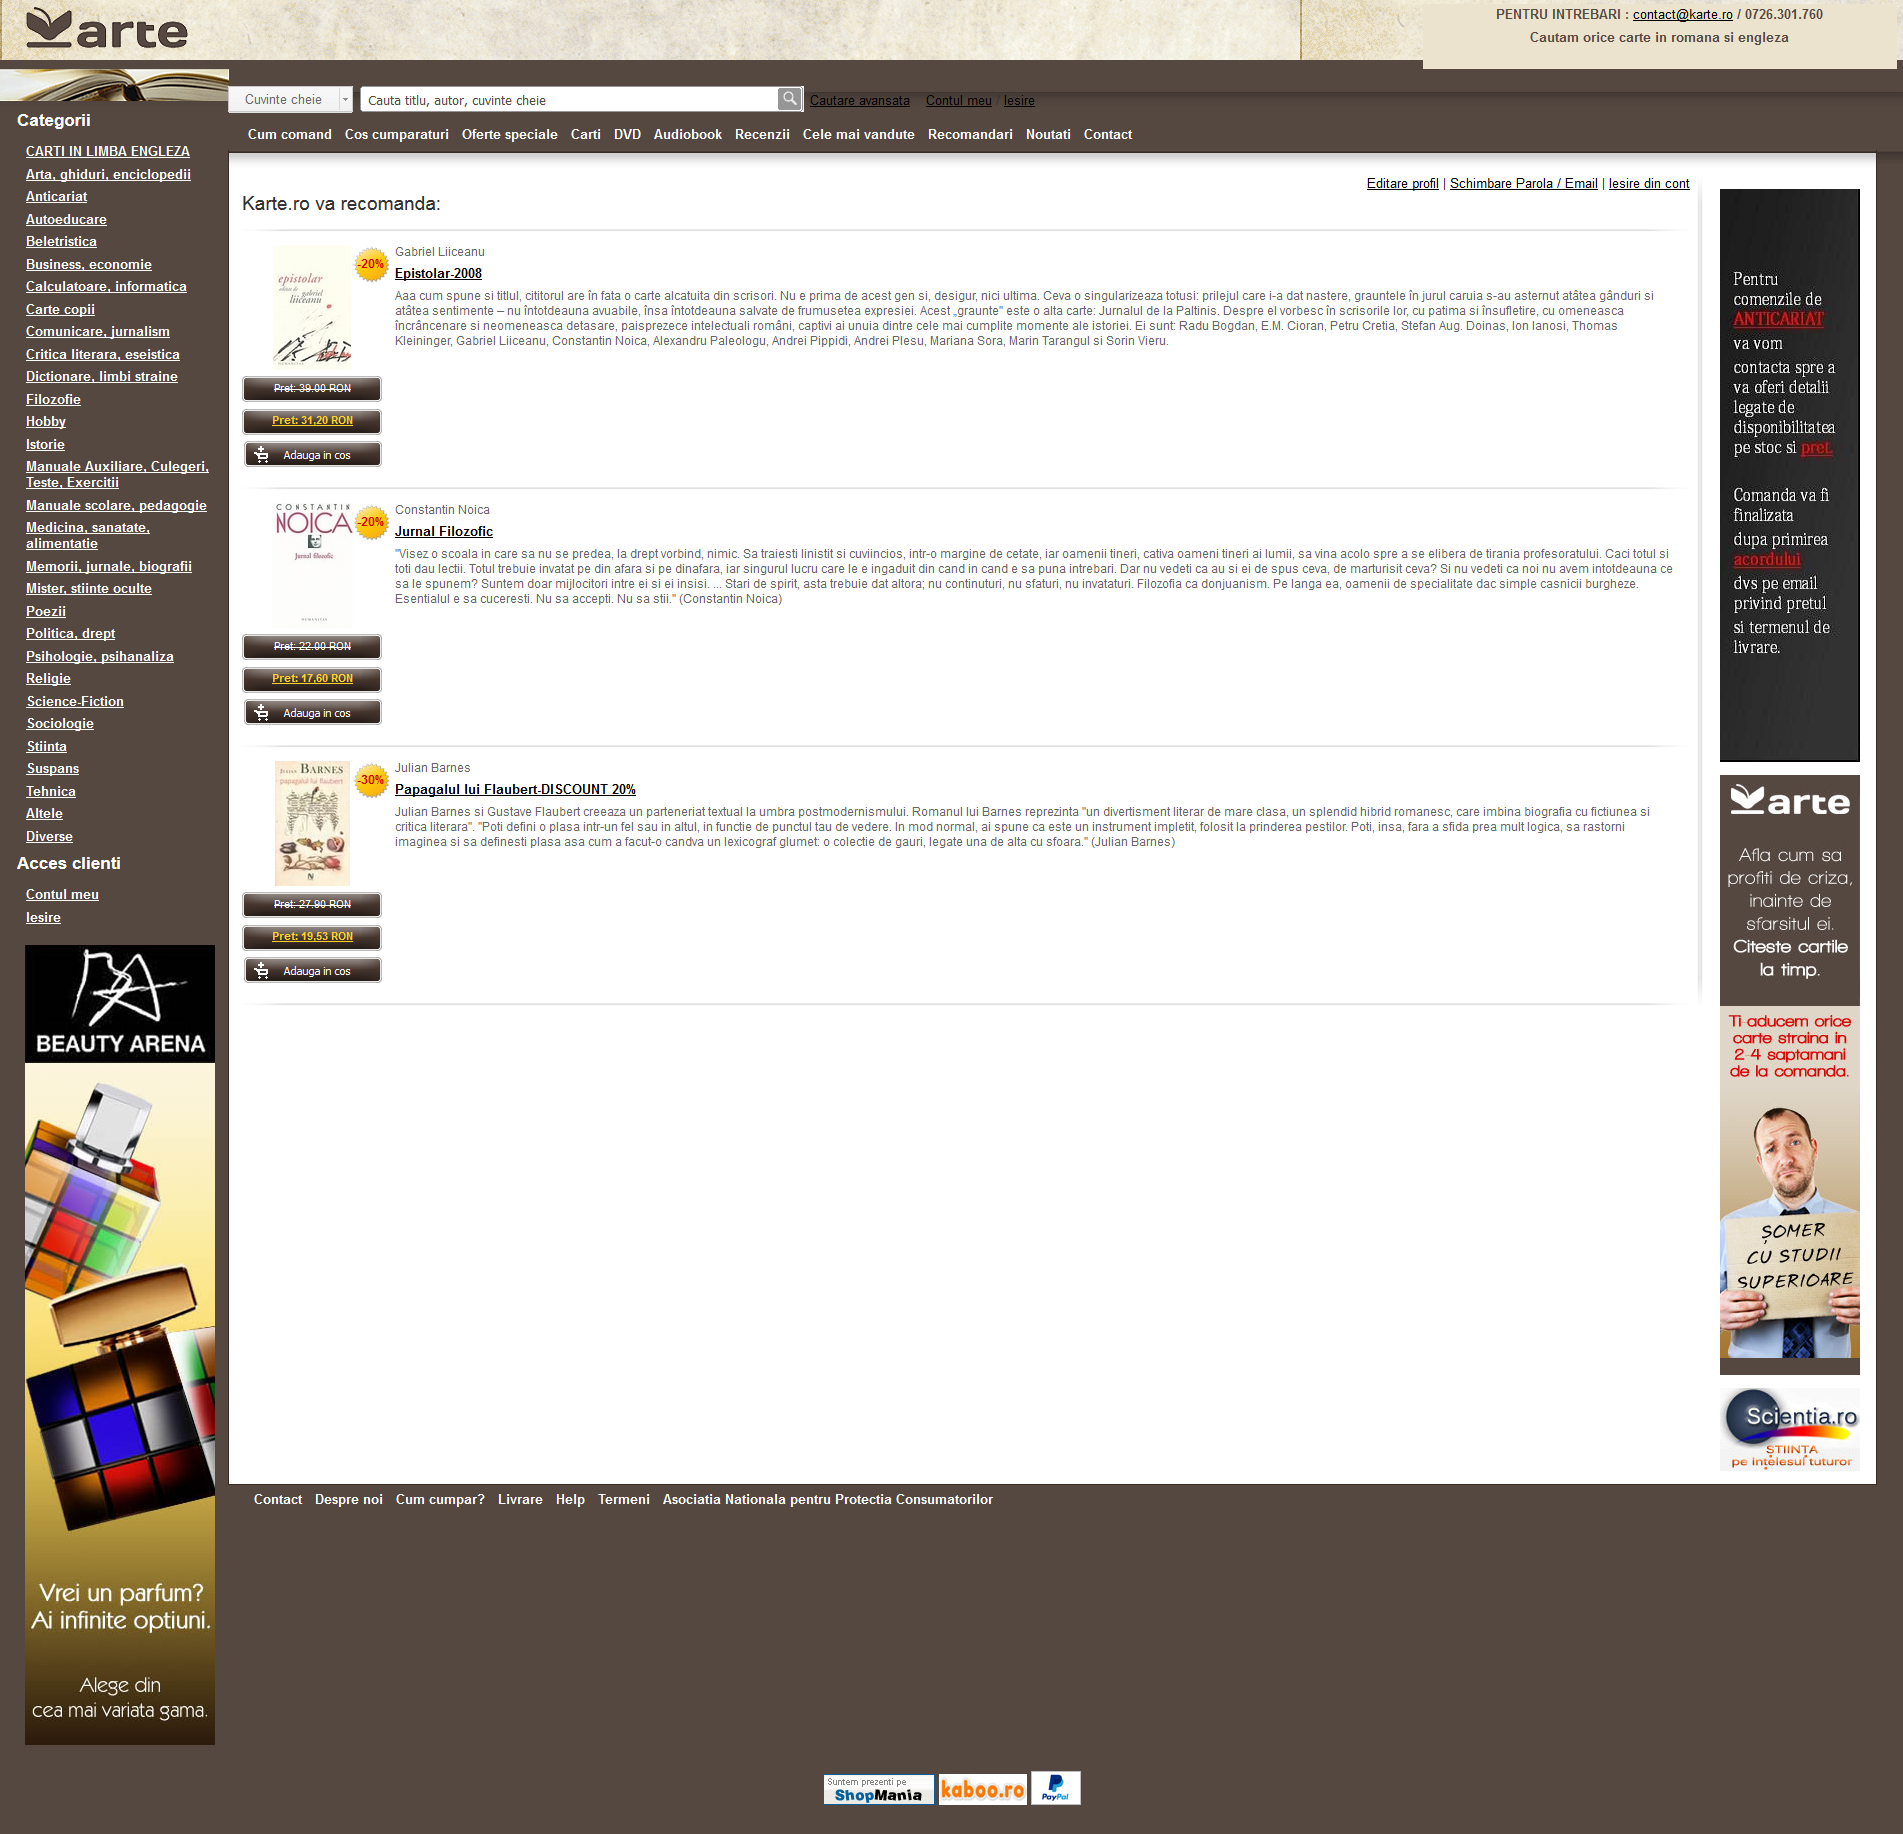 arte
PENTRU INTREBARI : contact@karte.ro / 0726.301.760
Cautam orice carte in romana si engleza
Cuvinte cheie
Cauta titlu, autor, cuvinte cheie
Cautare avansata Contul meu / Iesire
Cum comand Cos cumparaturi Oferte speciale Carti DVD Audiobook Recenzii Cele mai vandute Recomandari Noutati Contact
Categorii
CARTI IN LIMBA ENGLEZA
Arta, ghiduri, enciclopedii
Anticariat
Autoeducare
Beletristica
Business, economie
Calculatoare, informatica
Carte copii
Comunicare, jurnalism
Critica literara, eseistica
Dictionare, limbi straine
Filozofie
Hobby
Istorie
Manuale Auxiliare, Culegeri,
Teste, Exercitii
Manuale scolare, pedagogie
Medicina, sanatate,
alimentatie
Memorii, jurnale, biografii
Mister, stiinte oculte
Poezii
Politica, drept
Psihologie, psihanaliza
Religie
Science-Fiction
Sociologie
Stiinta
Suspans
Tehnica
Altele
Diverse
Acces clienti
Contul meu
Iesire
BEAUTY ARENA
Vrei un parfum?
Ai infinite optiuni.
Alege din
cea mai variata gama.
Editare profil | Schimbare Parola / Email | Iesire din cont
Karte.ro va recomanda:
epistolar
editat de
gabriel
liiceanu
-20%
Gabriel Liiceanu
Epistolar-2008
Aaa cum spune si titlul, cititorul are în fata o carte alcatuita din scrisori. Nu e prima de acest gen si, desigur, nici ultima. Ceva o singularizeaza totusi: prilejul care i-a dat nastere, grauntele în jurul caruia s-au asternut atâtea gânduri si
atâtea sentimente – nu întotdeauna avuabile, însa întotdeauna salvate de frumusetea expresiei. Acest „graunte" este o alta carte: Jurnalul de la Paltinis. Despre el vorbesc în scrisorile lor, cu patima si însufletire, cu omeneasca
încrâncenare si neomeneasca detasare, paisprezece intelectuali români, captivi ai unuia dintre cele mai cumplite momente ale istoriei. Ei sunt: Radu Bogdan, E.M. Cioran, Petru Cretia, Stefan Aug. Doinas, Ion Ianosi, Thomas
Kleininger, Gabriel Liiceanu, Constantin Noica, Alexandru Paleologu, Andrei Pippidi, Andrei Plesu, Mariana Sora, Marin Tarangul si Sorin Vieru.
Pret: 39.00 RON
Pret: 31,20 RON
Adauga in cos
CONSTANTIN
NOICA
Jurnal filozofic
HUMANITAS
-20%
Constantin Noica
Jurnal Filozofic
"Visez o scoala in care sa nu se predea, la drept vorbind, nimic. Sa traiesti linistit si cuviincios, intr-o margine de cetate, iar oamenii tineri, cativa oameni tineri ai lumii, sa vina acolo spre a se elibera de tirania profesoratului. Caci totul si
toti dau lectii. Totul trebuie invatat pe din afara si pe dinafara, iar singurul lucru care le e ingaduit din cand in cand e sa puna intrebari. Dar nu vedeti ca au si ei de spus ceva, de marturisit ceva? Si nu vedeti ca noi nu avem intotdeauna ce
sa le spunem? Suntem doar mijlocitori intre ei si ei insisi. ... Stari de spirit, asta trebuie dat altora; nu continuturi, nu sfaturi, nu invataturi. Filozofia ca donjuanism. Pe langa ea, oamenii de specialitate dac simple casnicii burgheze.
Esentialul e sa cuceresti. Nu sa accepti. Nu sa stii." (Constantin Noica)
Pret: 22.00 RON
Pret: 17,60 RON
Adauga in cos
JULIAN BARNES
papagalul lui flaubert
N
-30%
Julian Barnes
Papagalul lui Flaubert-DISCOUNT 20%
Julian Barnes si Gustave Flaubert creeaza un parteneriat textual la umbra postmodernismului. Romanul lui Barnes reprezinta "un divertisment literar de mare clasa, un splendid hibrid romanesc, care imbina biografia cu fictiunea si
critica literara". "Poti defini o plasa intr-un fel sau in altul, in functie de punctul tau de vedere. In mod normal, ai spune ca este un instrument impletit, folosit la prinderea pestilor. Poti, insa, fara a sfida prea mult logica, sa rastorni
imaginea si sa definesti plasa asa cum a facut-o candva un lexicograf glumet: o colectie de gauri, legate una de alta cu sfoara." (Julian Barnes)
Pret: 27.90 RON
Pret: 19,53 RON
Adauga in cos
Pentru
comenzile de
ANTICARIAT
va vom
contacta spre a
va oferi detalii
legate de
disponibilitatea
pe stoc si pret.
Comanda va fi
finalizata
dupa primirea
acordului
dvs pe email
privind pretul
si termenul de
livrare.
arte
Afla cum sa
profiti de criza,
inainte de
sfarsitul ei.
Citeste cartile
la timp.
Ti-aducem orice
carte straina in
2-4 saptamani
de la comanda.
ȘOMER
CU STUDII
SUPERIOARE
Scientia.ro
ȘTIINȚA
pe înțelesul tuturor
Contact Despre noi Cum cumpar? Livrare Help Termeni Asociatia Nationala pentru Protectia Consumatorilor
Suntem prezenti pe
ShopMania
kaboo.ro
PayPal